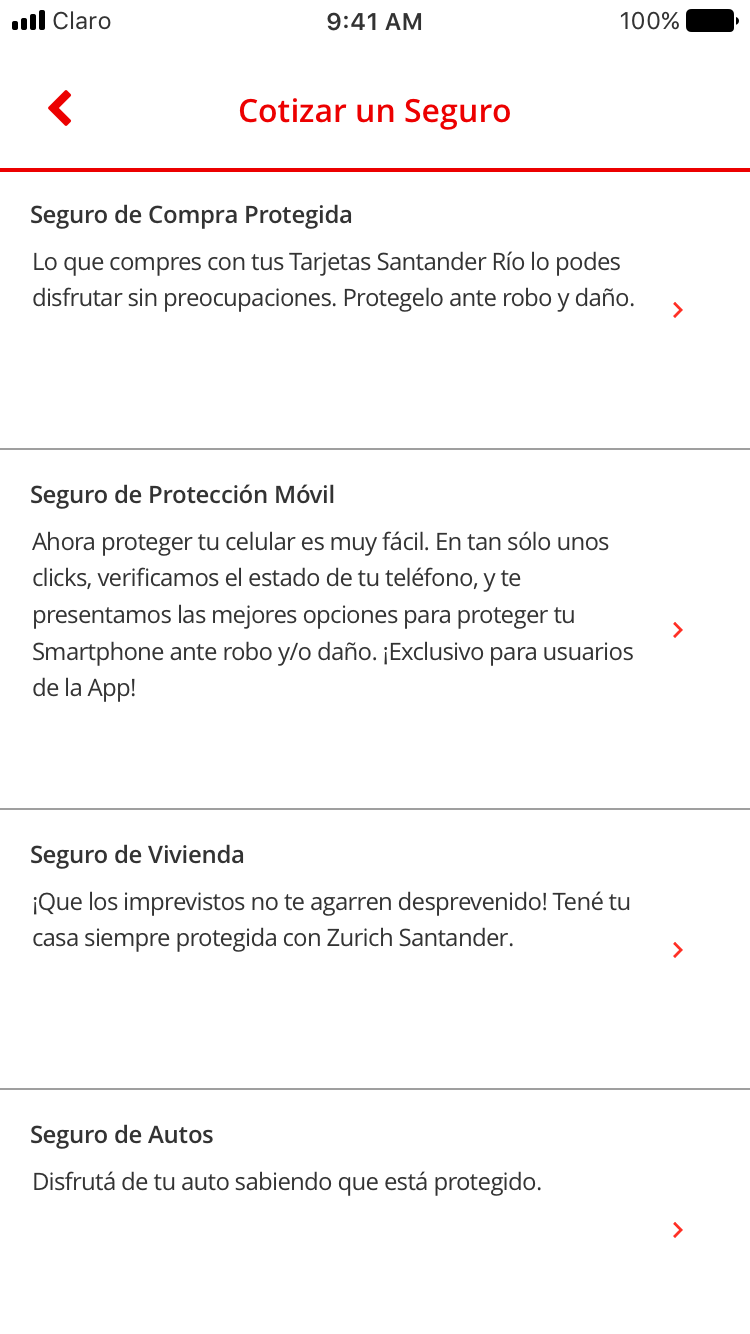 Claro 9:41 AM 100%
Cotizar un Seguro
Seguro de Compra Protegida
Lo que compres con tus Tarjetas Santander Río lo podes
disfrutar sin preocupaciones. Protegelo ante robo y daño.
Seguro de Protección Móvil
Ahora proteger tu celular es muy fácil. En tan sólo unos
clicks, verificamos el estado de tu teléfono, y te
presentamos las mejores opciones para proteger tu
Smartphone ante robo y/o daño. ¡Exclusivo para usuarios
de la App!
Seguro de Vivienda
¡Que los imprevistos no te agarren desprevenido! Tené tu
casa siempre protegida con Zurich Santander.
Seguro de Autos
Disfrutá de tu auto sabiendo que está protegido.